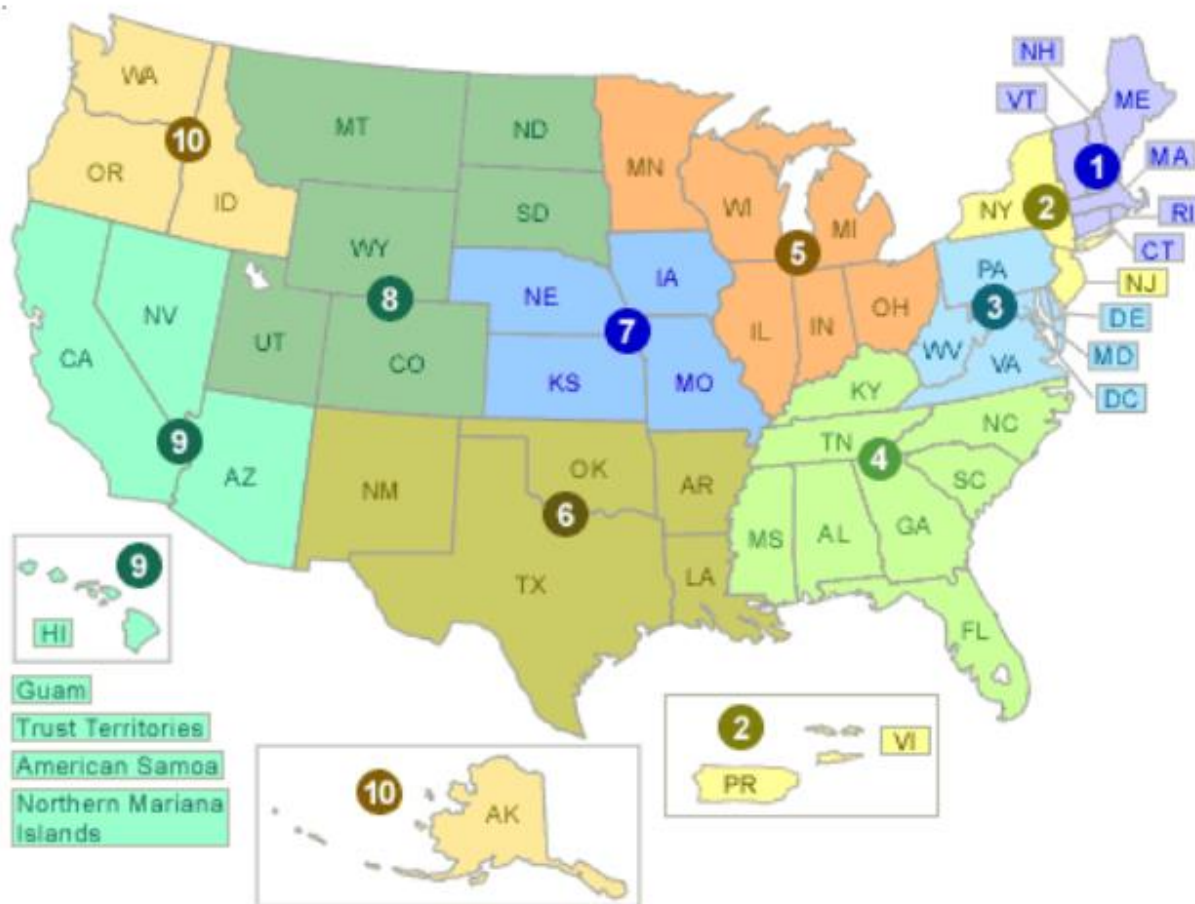 NH
VT
ME
WA
MT
ND
MN
10
1
MA
OR
ID
SD
WI
MI
NY
2
RI
CT
WY
5
PA
NJ
8
NE
IA
3
DE
NV
UT
CO
7
IL
IN
OH
WV
VA
MD
CA
KS
MO
KY
DC
9
AZ
NM
OK
AR
TN
4
NC
SC
6
MS
AL
GA
9
HI
TX
LA
FL
Guam
Trust Territories
American Samoa
Northern Mariana
Islands
10
AK
2
VI
PR